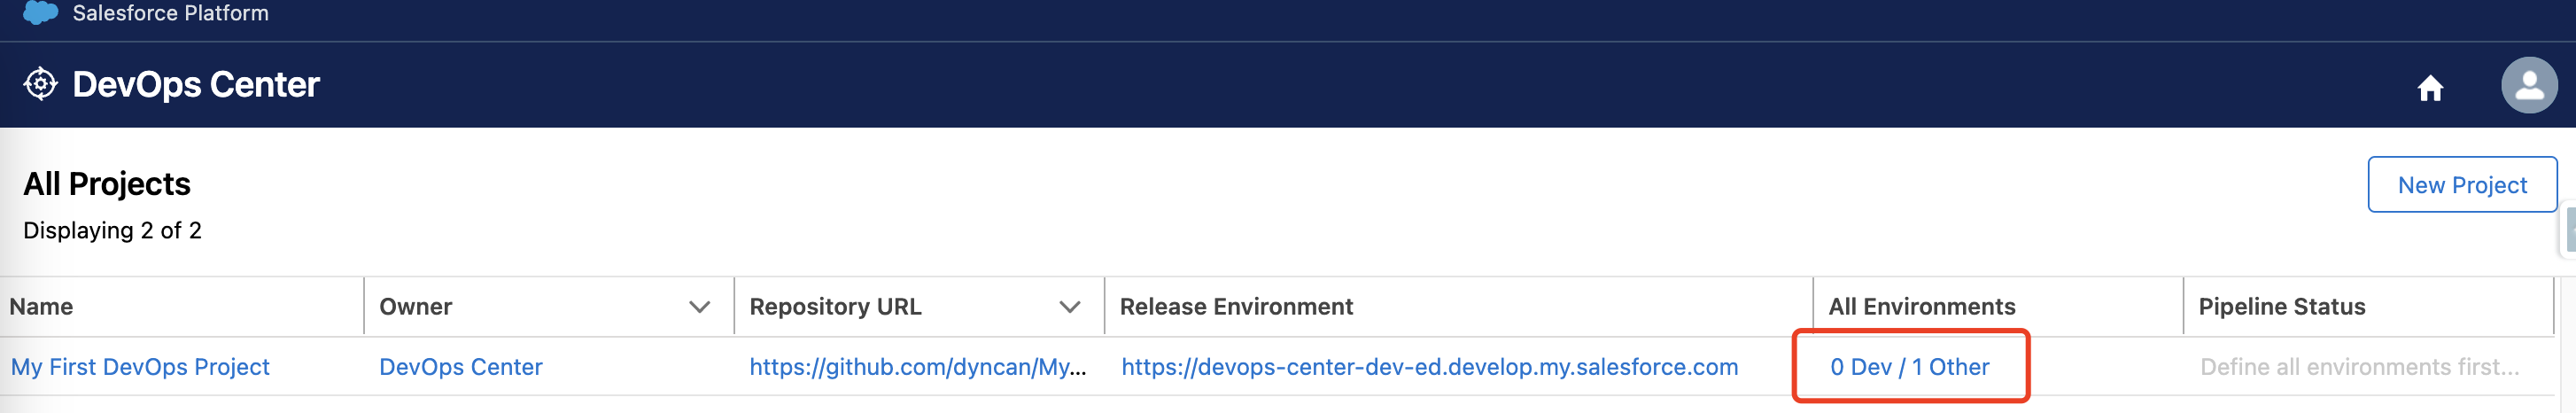 Salesforce Platform
DevOps Center
All Projects
New Project
Displaying 2 of 2
Name Owner Repository URL Release Environment All Environments Pipeline Status
My First DevOps Project DevOps Center https://github.com/dyncan/My... https://devops-center-dev-ed.develop.my.salesforce.com 0 Dev / 1 Other Define all environments first...